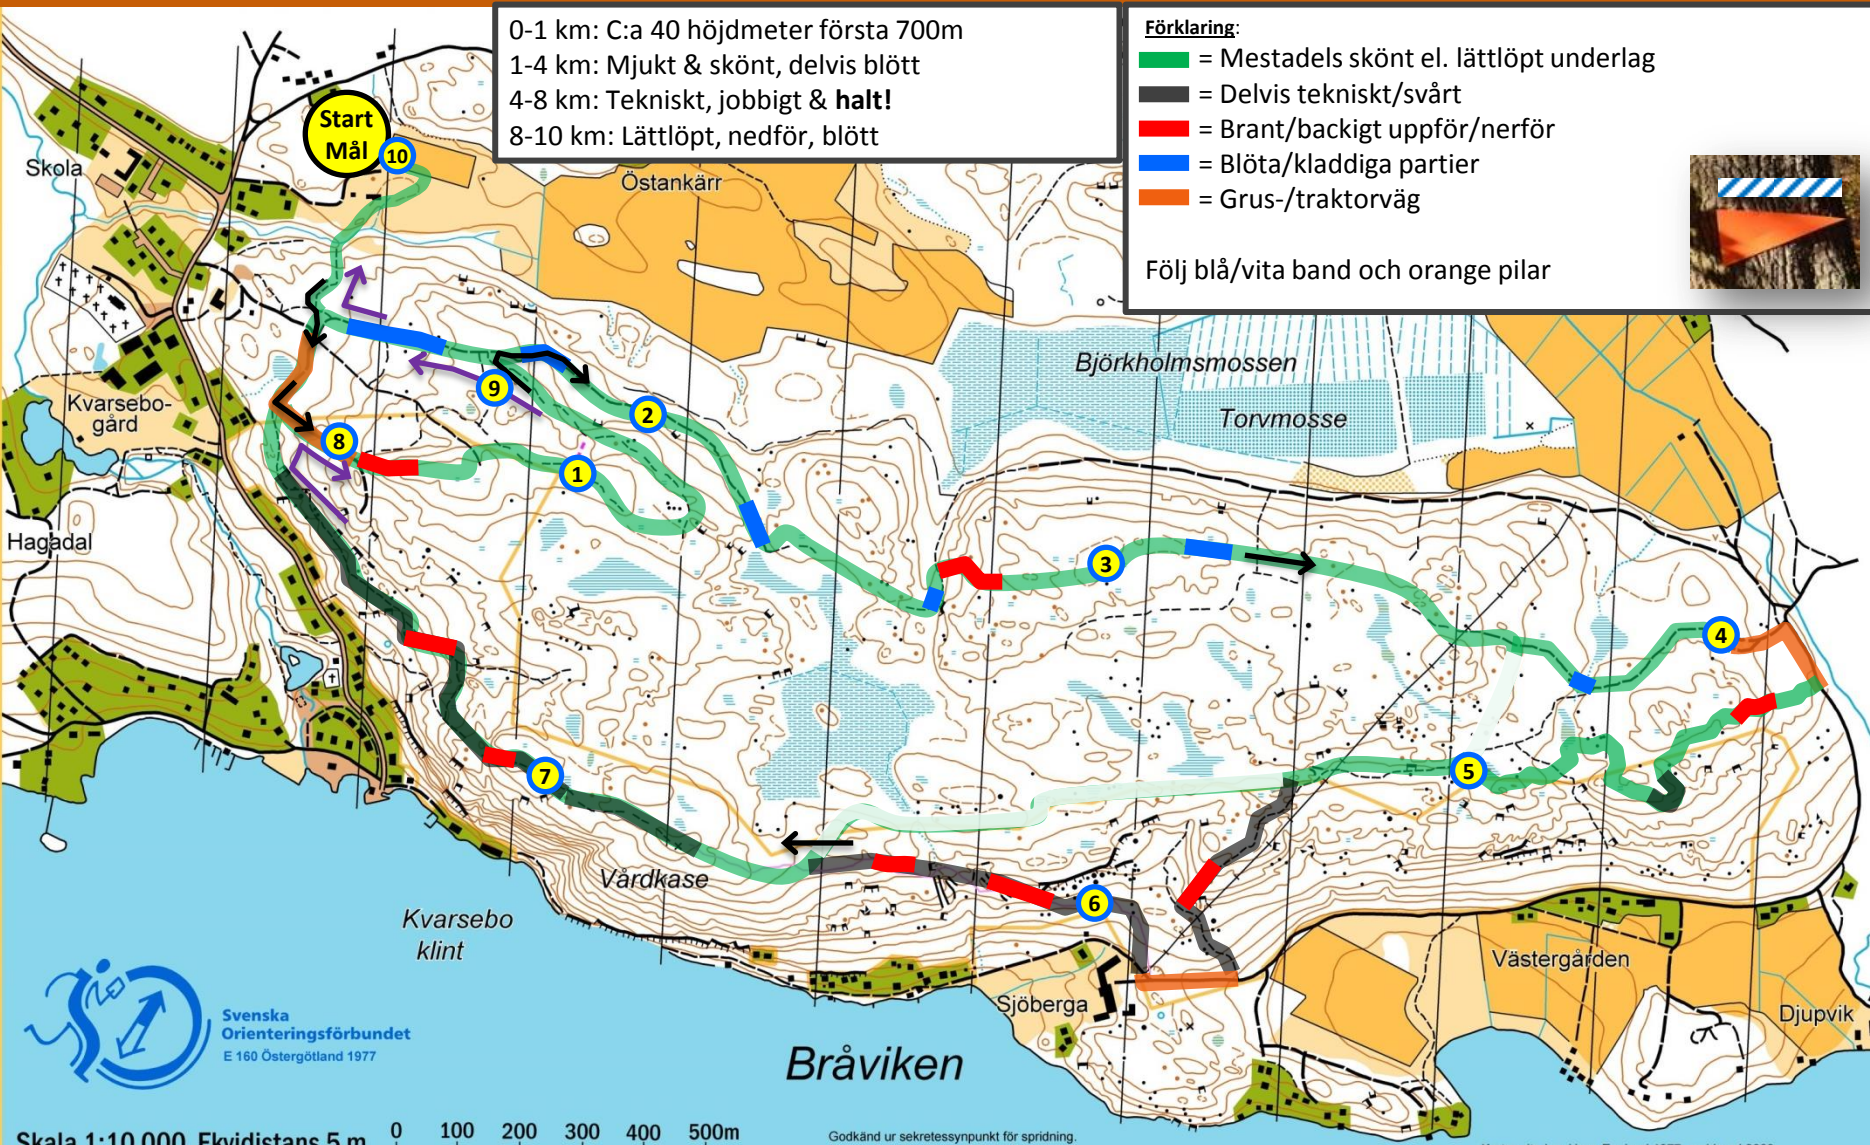 0-1 km: C:a 40 höjdmeter första 700m
1-4 km: Mjukt & skönt, delvis blött
4-8 km: Tekniskt, jobbigt & halt!
8-10 km: Lättlöpt, nedför, blött
Förklaring:
= Mestadels skönt el. lättlöpt underlag
= Delvis tekniskt/svårt
= Brant/backigt uppför/nerför
= Blöta/kladdiga partier
= Grus-/traktorväg
Följ blå/vita band och orange pilar
Start
Mål
10
Skola
Östankärr
Björkholmsmossen
Torvmosse
Kvarsebo-
gård
9
2
8
1
Hagadal
3
4
5
7
6
Vårdkase
Kvarsebo
klint
Västergården
Sjöberga
Djupvik
Bråviken
Svenska
Orienteringsförbundet
E 160 Östergötland 1977
Skala 1:10 000 Ekvidistans 5 m
0 100 200 300 400 500m
Godkänd ur sekretessynpunkt för spridning.